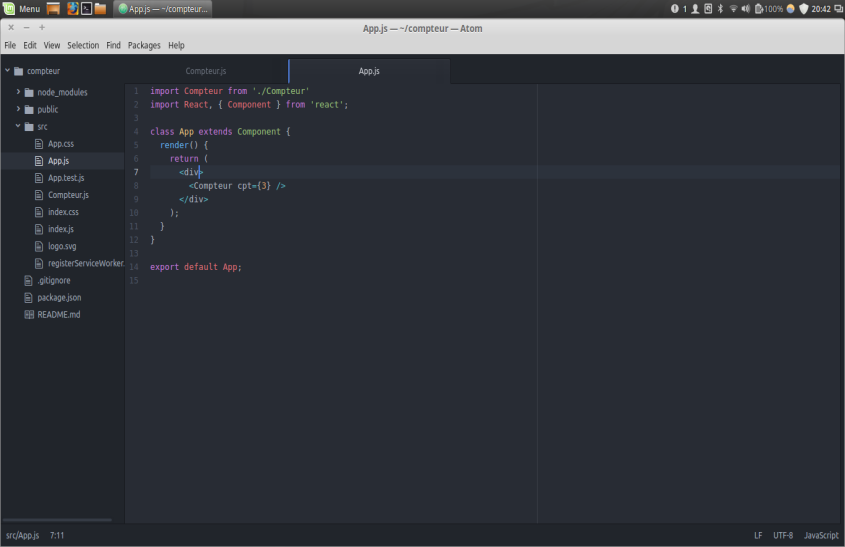 Menu
App.js — ~/compteur...
1
100%
20:42
App.js — ~/compteur — Atom
File Edit View Selection Find Packages Help
compteur
node_modules
public
src
App.css
App.js
App.test.js
Compteur.js
index.css
index.js
logo.svg
registerServiceWorker.
.gitignore
package.json
README.md
Compteur.js
App.js
1 import Compteur from './Compteur'
2 import React, { Component } from 'react';
3
4 class App extends Component {
5 render() {
6 return (
7 <div>
8 <Compteur cpt={3} />
9 </div>
10 );
11 }
12 }
13
14 export default App;
15
src/App.js 7:11
LF UTF-8 JavaScript